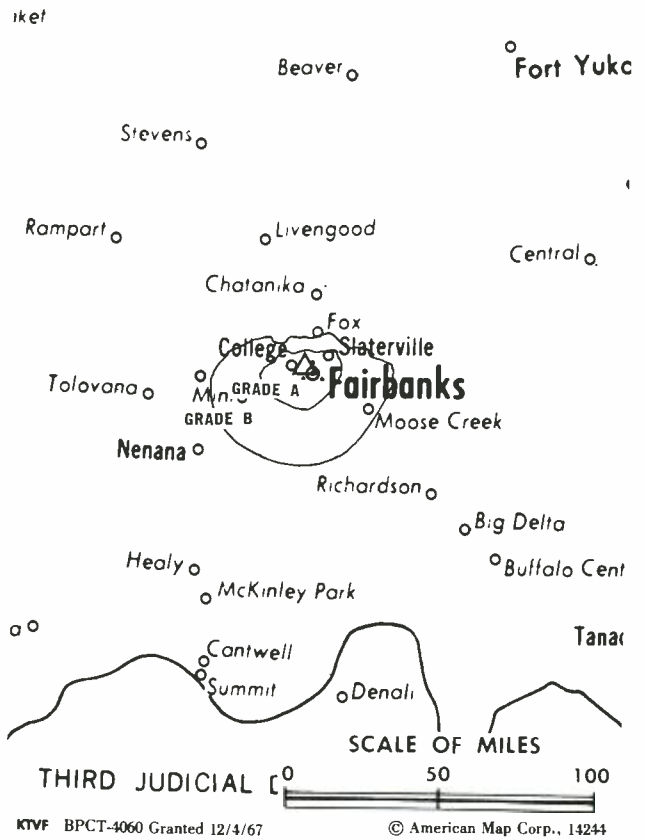 ıket
Beaver
Fort Yuko
Stevens
Rampart
Livengood
Central
Chatanika
Fox
College
Slaterville
Tolovana
GRADE A
Fairbanks
GRADE B
Moose Creek
Nenana
Richardson
Big Delta
Healy
Buffalo Cent
McKinley Park
a
Tana
Cantwell
Summit
Denali
SCALE OF MILES
THIRD JUDICIAL
0 50 100
KTVF BPCT-4060 Granted 12/4/67
© American Map Corp., 14244